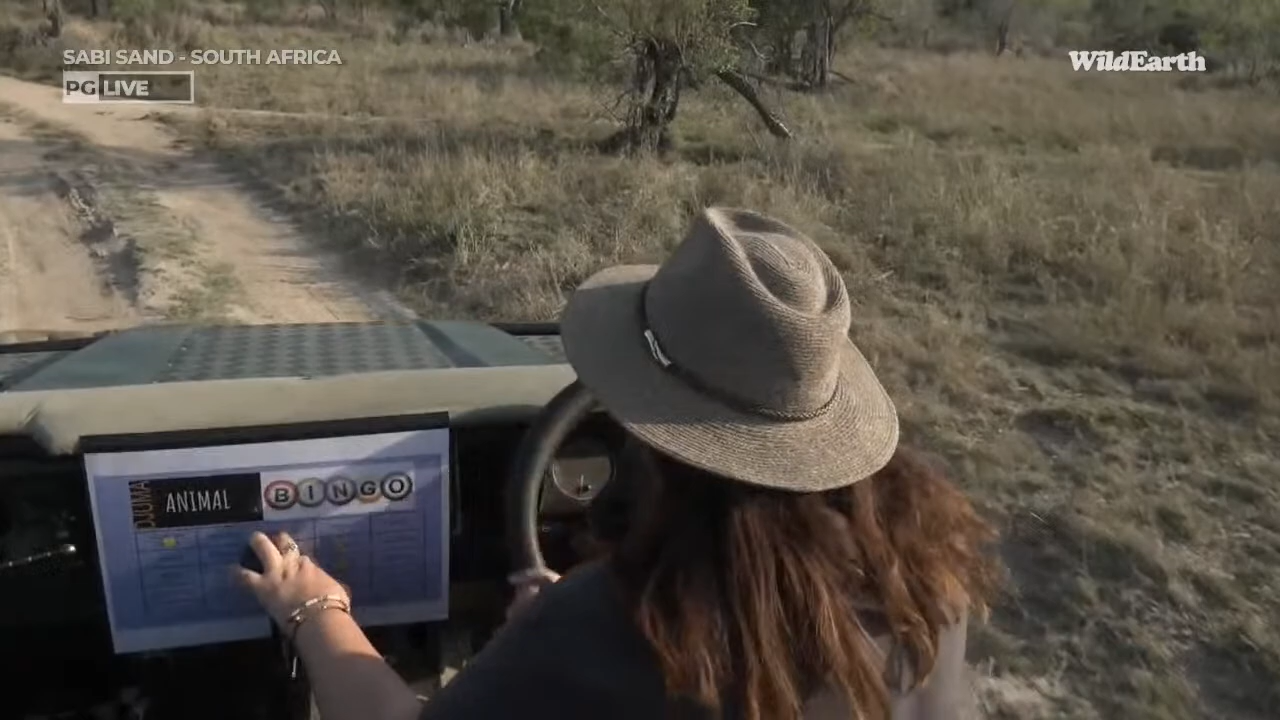 SABI SAND - SOUTH AFRICA
PG LIVE
WildEarth
DJUMA
ANIMAL
BINGO